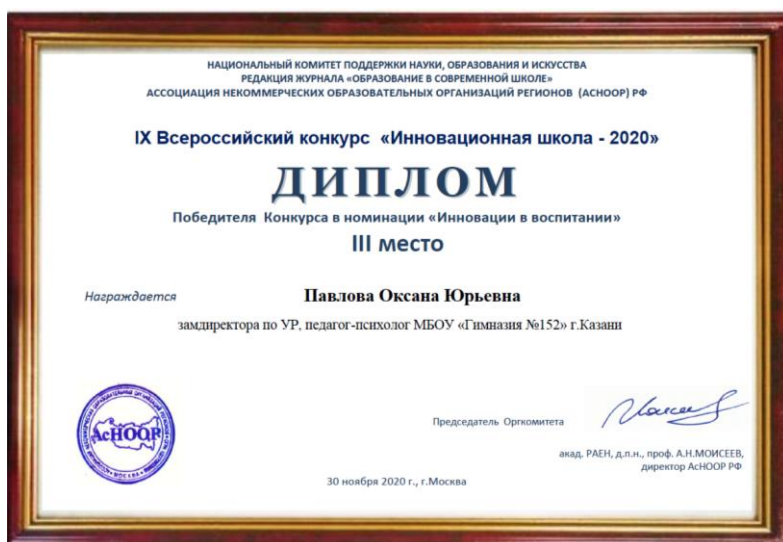 НАЦИОНАЛЬНЫЙ КОМИТЕТ ПОДДЕРЖКИ НАУКИ, ОБРАЗОВАНИЯ И ИСКУССТВА
РЕДАКЦИЯ ЖУРНАЛА «ОБРАЗОВАНИЕ В СОВРЕМЕННОЙ ШКОЛЕ»
АССОЦИАЦИЯ НЕКОММЕРЧЕСКИХ ОБРАЗОВАТЕЛЬНЫХ ОРГАНИЗАЦИЙ РЕГИОНОВ (АСНООР) РФ
IX Всероссийский конкурс «Инновационная школа - 2020»
ДИПЛОМ
Победителя Конкурса в номинации «Инновации в воспитании»
III место
Награждается
Павлова Оксана Юрьевна
замдиректора по УР, педагог-психолог МБОУ «Гимназия №152» г.Казани
АсНООР
Председатель Оргкомитета
акад. РАЕН, д.п.н., проф. А.Н.МОИСЕЕВ,
директор АсНООР РФ
30 ноября 2020 г., г.Москва